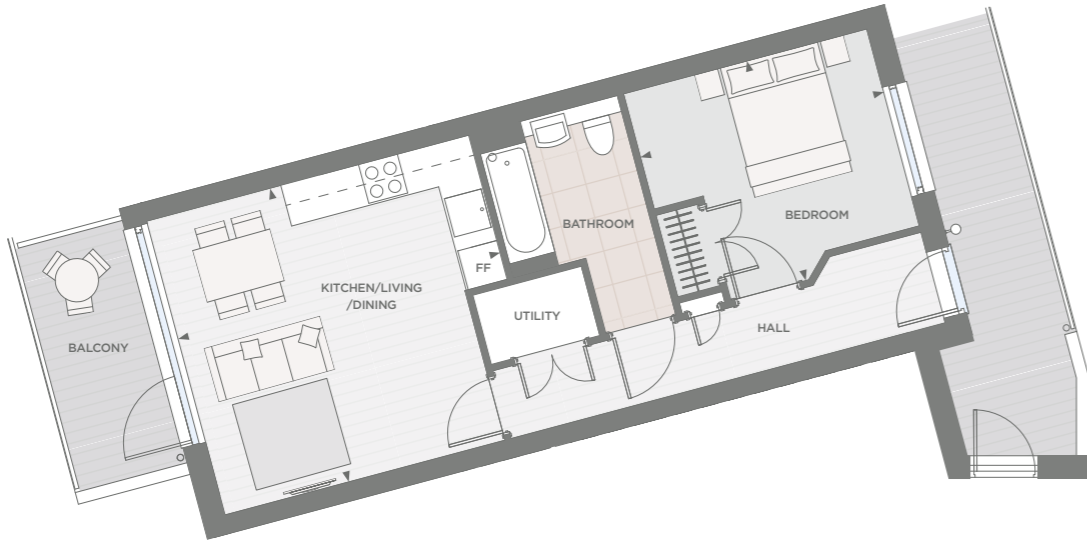 BALCONY
KITCHEN/LIVING
/DINING
FF
UTILITY
BATHROOM
BEDROOM
HALL